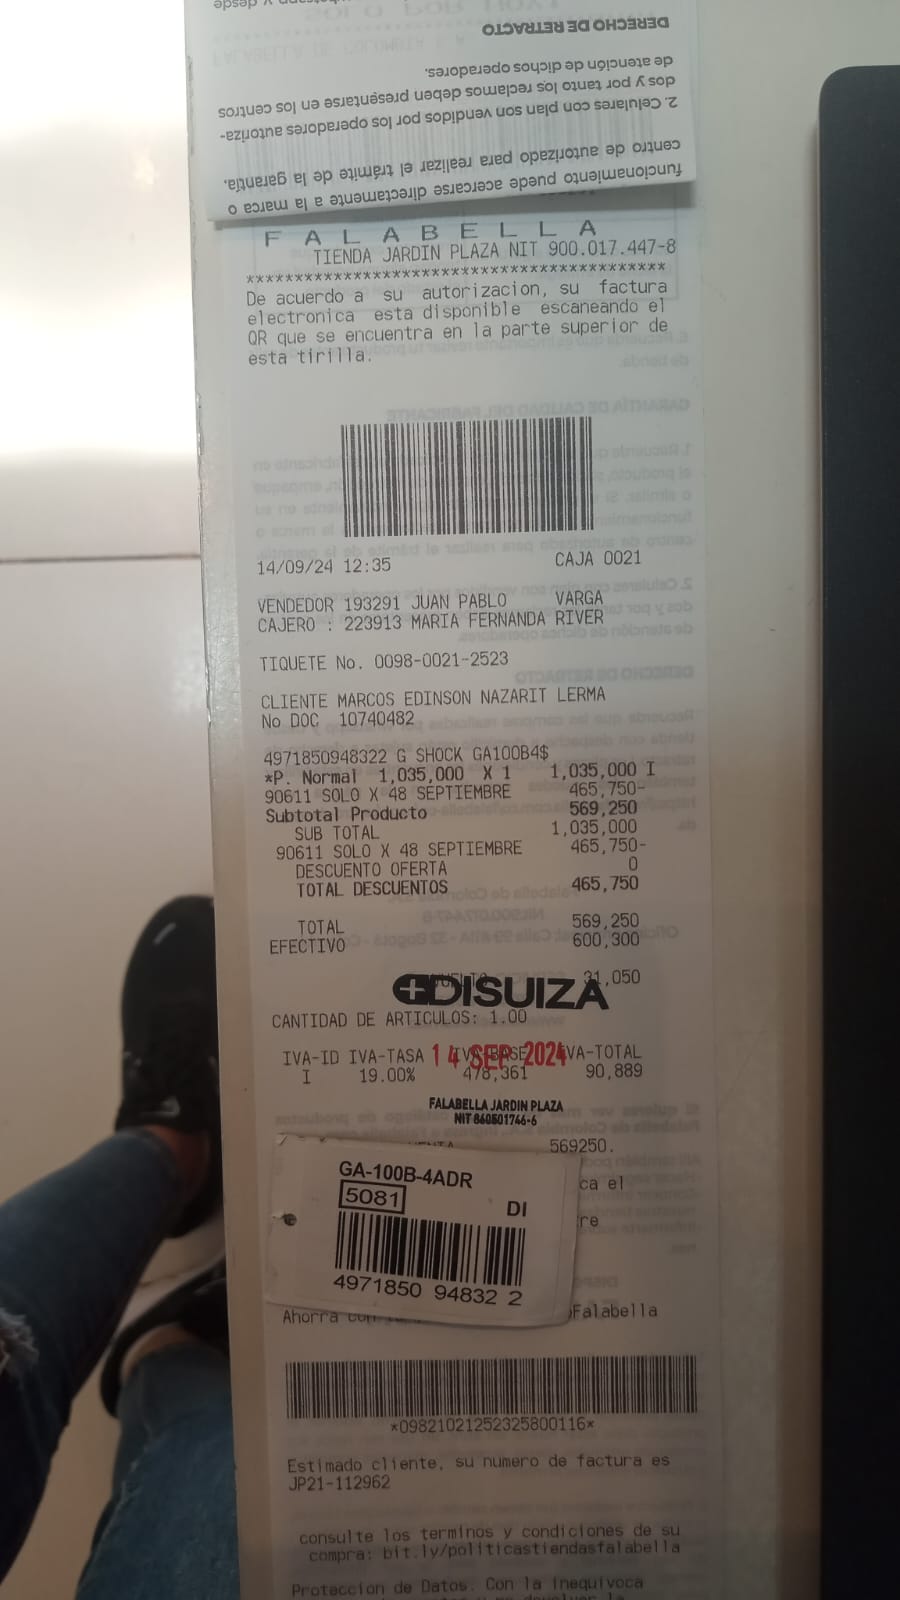 DERECHO DE RETRACTO
de atención de dichos operadores.
dos y por tanto los reclamos deben presentarse en los centros
2. Celulares con plan son vendidos por los operadores autoriza-
centro de autorizado para realizar el trámite de la garantía.
funcionamiento puede acercarse directamente a la marca o
F A L A B E L L A
TIENDA JARDIN PLAZA NIT 900.017.447-8
******************************************
De acuerdo a su autorizacion, su factura
electronica esta disponible escaneando el
QR que se encuentra en la parte superior de
esta tirilla.
14/09/24 12:35 CAJA 0021
VENDEDOR 193291 JUAN PABLO VARGA
CAJERO : 223913 MARIA FERNANDA RIVER
TIQUETE No. 0098-0021-2523
CLIENTE MARCOS EDINSON NAZARIT LERMA
No DOC 10740482
4971850948322 G SHOCK GA100B4$
*P. Normal 1,035,000 X 1 1,035,000 I
90611 SOLO X 48 SEPTIEMBRE 465,750-
Subtotal Producto 569,250
SUB TOTAL 1,035,000
90611 SOLO X 48 SEPTIEMBRE 465,750-
DESCUENTO OFERTA 0
TOTAL DESCUENTOS 465,750
TOTAL 569,250
EFECTIVO 600,300
31,050
DISUIZA
CANTIDAD DE ARTICULOS: 1.00
IVA-ID IVA-TASA IVA-BASE IVA-TOTAL
14 SEP 2024
I 19.00% 478,361 90,889
FALABELLA JARDIN PLAZA
NIT 860501746-6
569250.
GA-100B-4ADR
5081 DI
4971850 94832 2
ca el
re
Ahorra con Falabella
*09821021252325800116*
Estimado cliente, su numero de factura es
JP21-112962
consulte los terminos y condiciones de su
compra: bit.ly/politicastiendasfalabella
Proteccion de Datos: Con la inequivoca